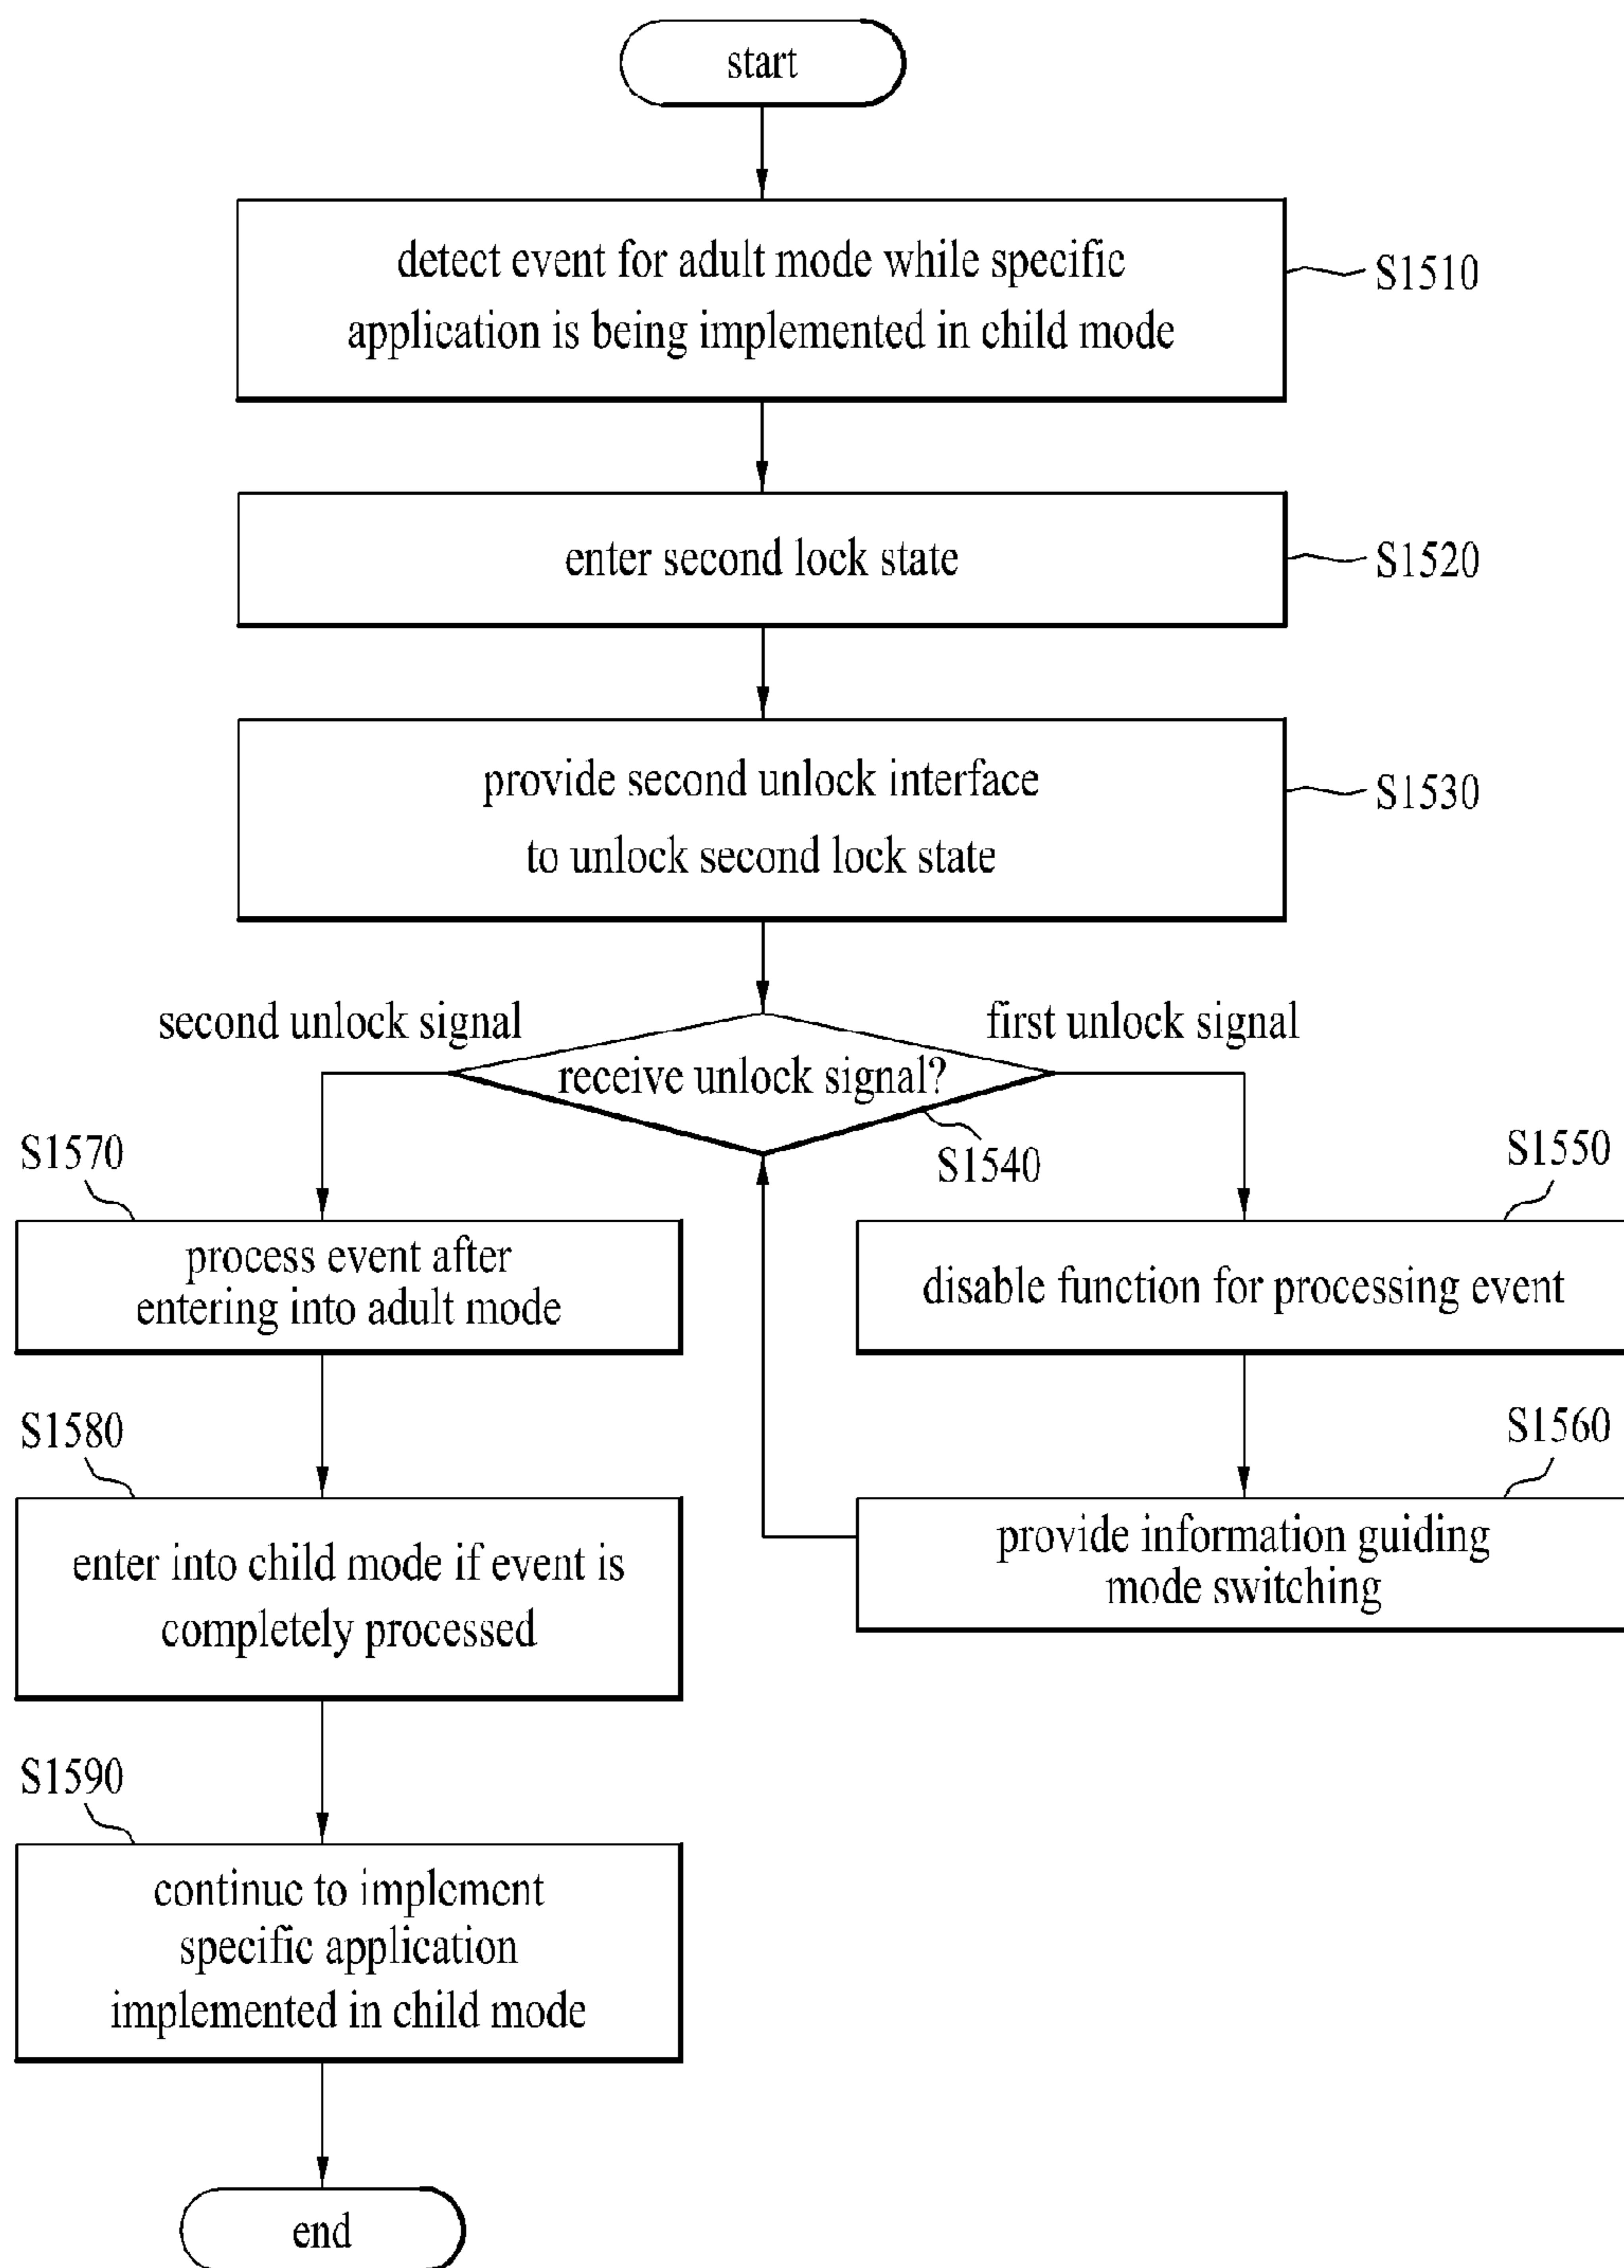 start
detect event for adult mode while specific
application is being implemented in child mode
S1510
enter second lock state
S1520
provide second unlock interface
to unlock second lock state
S1530
second unlock signal
first unlock signal
receive unlock signal?
S1540
S1570
process event after
entering into adult mode
S1550
disable function for processing event
S1580
enter into child mode if event is
completely processed
S1560
provide information guiding
mode switching
S1590
continue to implement
specific application
implemented in child mode
end